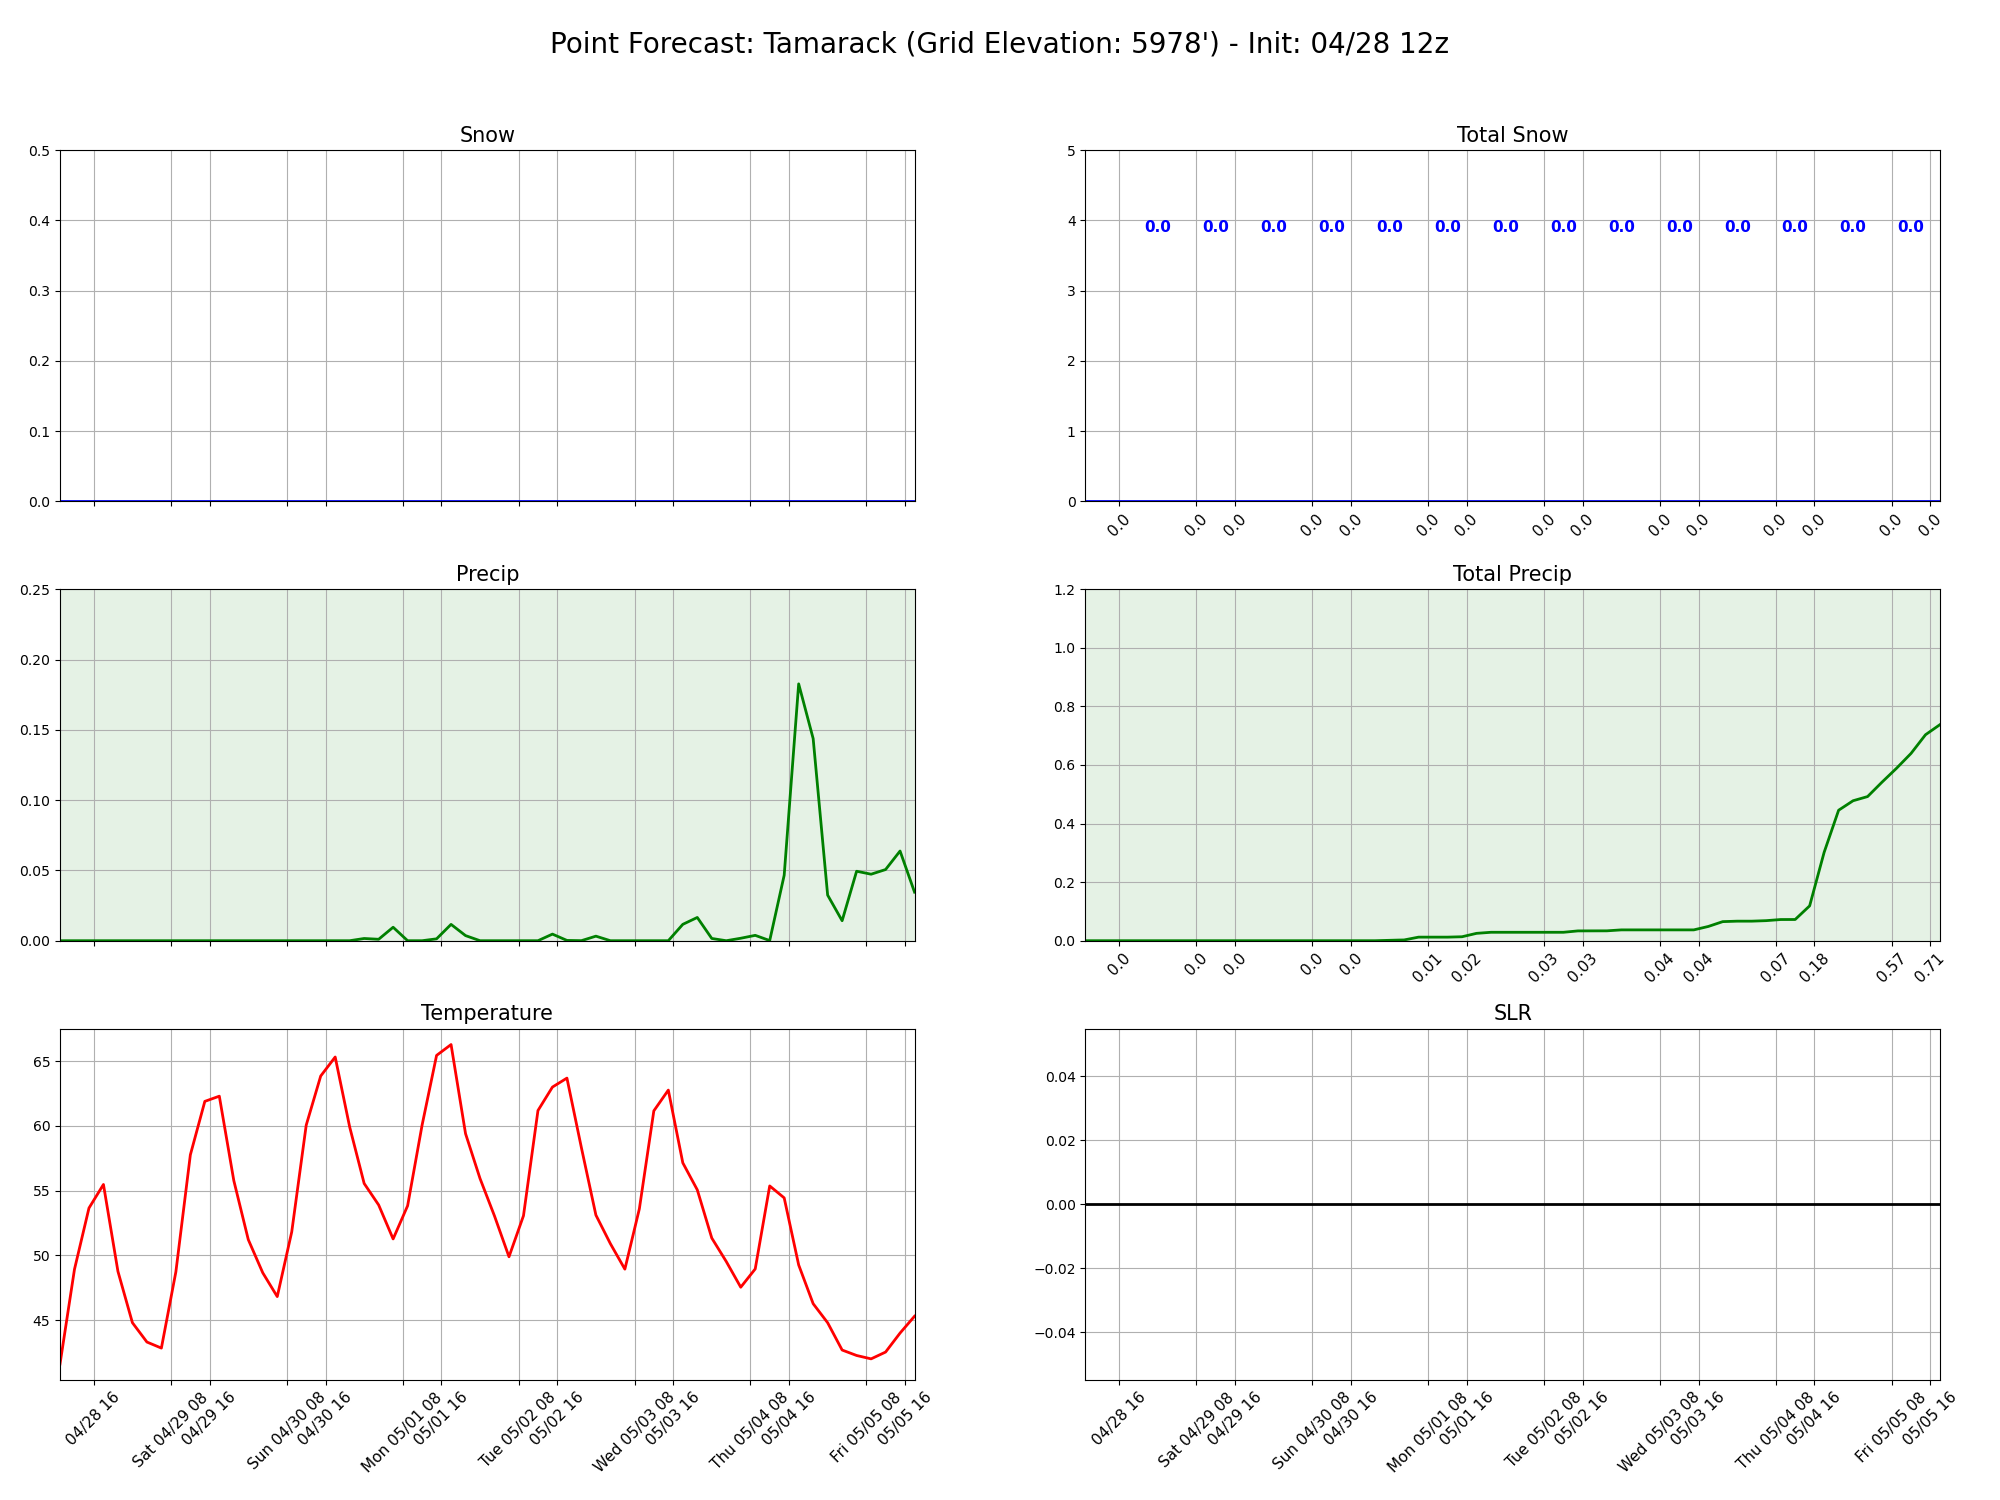 Point Forecast: Tamarack (Grid Elevation: 5978') - Init: 04/28 12z
Snow
0.5
0.4
0.3
0.2
0.1
0.0
Total Snow
5
4
3
2
1
0
0.0 0.0 0.0 0.0 0.0 0.0 0.0 0.0 0.0 0.0 0.0 0.0 0.0 0.0
0.0 0.0 0.0 0.0 0.0 0.0 0.0 0.0 0.0 0.0 0.0 0.0 0.0 0.0 0.0
Precip
0.25
0.20
0.15
0.10
0.05
0.00
Total Precip
1.2
1.0
0.8
0.6
0.4
0.2
0.0
0.0 0.0 0.0 0.0 0.0 0.01 0.02 0.03 0.03 0.04 0.04 0.07 0.18 0.57 0.71
Temperature
65
60
55
50
45
04/28 16
Sat 04/29 08
04/29 16
Sun 04/30 08
04/30 16
Mon 05/01 08
05/01 16
Tue 05/02 08
05/02 16
Wed 05/03 08
05/03 16
Thu 05/04 08
05/04 16
Fri 05/05 08
05/05 16
SLR
0.04
0.02
0.00
−0.02
−0.04
04/28 16
Sat 04/29 08
04/29 16
Sun 04/30 08
04/30 16
Mon 05/01 08
05/01 16
Tue 05/02 08
05/02 16
Wed 05/03 08
05/03 16
Thu 05/04 08
05/04 16
Fri 05/05 08
05/05 16